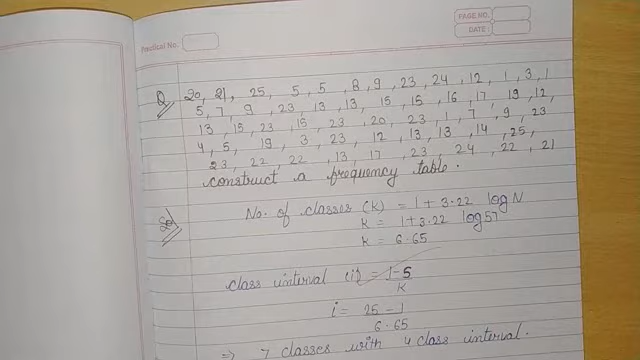 PAGE NO.
DATE :
Practical No.
Q 20, 21, 25, 5, 5, 8, 9, 23, 24, 12, 1, 3, 1
5, 7, 9, 23, 13, 13, 15, 15, 16, 17, 19, 12,
13, 15, 23, 15, 23, 20, 23, 1, 7, 9, 23
4, 5, 19, 3, 23, 12, 13, 13, 14, 25,
23, 22, 22, 13, 17, 23, 24, 22, 21
construct a frequency table.
Sol No. of classes (k) = 1 + 3.22 log N
k = 1 + 3.22 log 57
k = 6.65
class interval (i) = l - s
k
i = 25 - 1
6.65
⇒ 7 classes with 4 class interval.